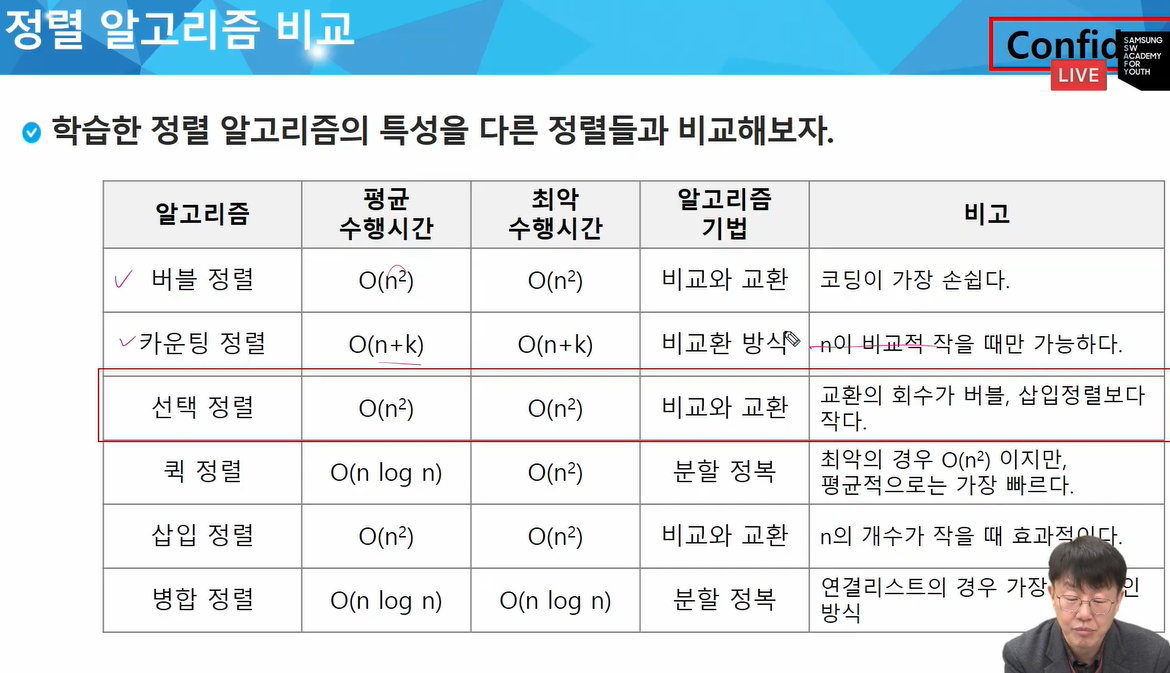 정렬 알고리즘 비교
Confid
LIVE
SAMSUNG
SW
ACADEMY
FOR
YOUTH
학습한 정렬 알고리즘의 특성을 다른 정렬들과 비교해보자.
알고리즘 평균 수행시간 최악 수행시간 알고리즘 기법 비고
버블 정렬 O(n²) O(n²) 비교와 교환 코딩이 가장 손쉽다.
카운팅 정렬 O(n+k) O(n+k) 비교환 방식 n이 비교적 작을 때만 가능하다.
선택 정렬 O(n²) O(n²) 비교와 교환 교환의 회수가 버블, 삽입정렬보다
작다.
퀵 정렬 O(n log n) O(n²) 분할 정복 최악의 경우 O(n²) 이지만,
평균적으로는 가장 빠르다.
삽입 정렬 O(n²) O(n²) 비교와 교환 n의 개수가 작을 때 효과적이다.
병합 정렬 O(n log n) O(n log n) 분할 정복 연결리스트의 경우 가장 인
방식